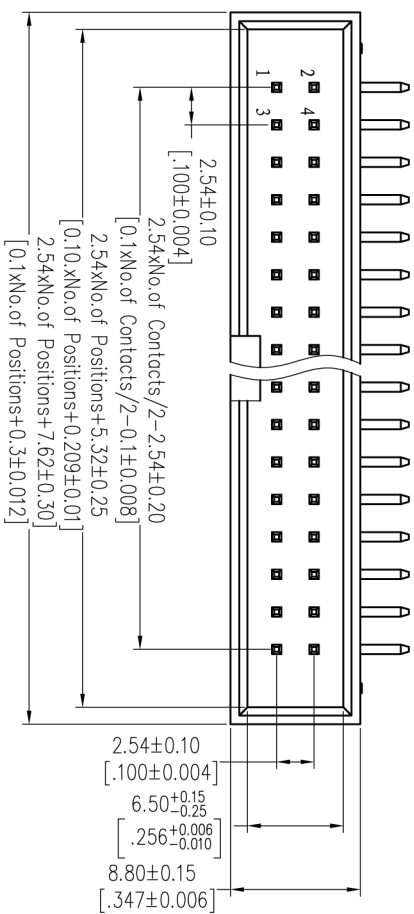 1
2
3
4
2.54±0.10
[.100±0.004]
2.54xNo.of Contacts/2-2.54±0.20
[0.1xNo.of Contacts/2-0.1±0.008]
2.54xNo.of Positions+5.32±0.25
[0.10.xNo.of Positions+0.209±0.01]
2.54xNo.of Positions+7.62±0.30
[0.1xNo.of Positions+0.3±0.012]
2.54±0.10
[.100±0.004]
6.50+0.15-0.25
[.256+0.006-0.010]
8.80±0.15
[.347±0.006]